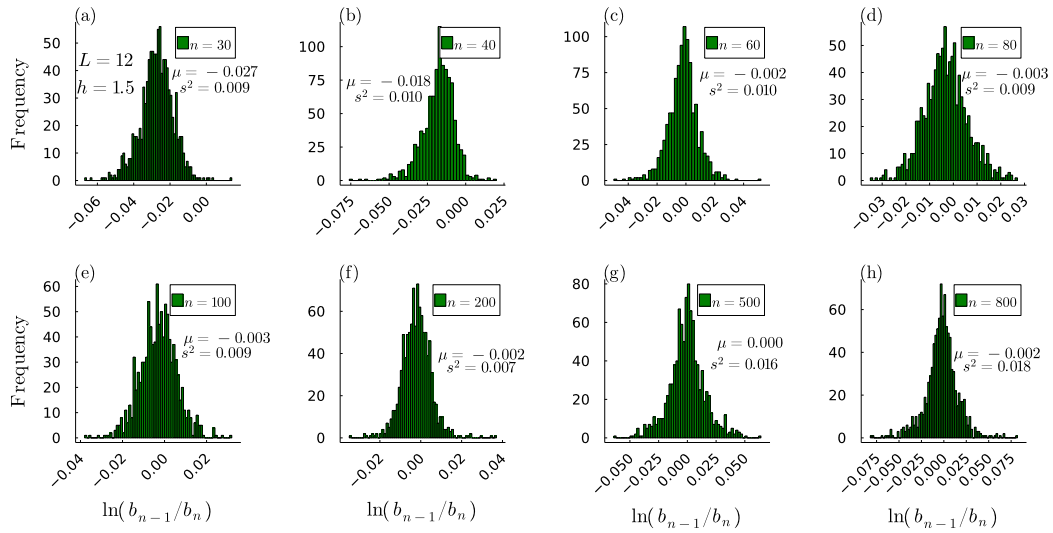 (a)
n = 30
L = 12
h = 1.5
μ = − 0.027
s² = 0.009
Frequency
50
40
30
20
10
0
−0.06
−0.04
−0.02
0.00
(b)
n = 40
μ = − 0.018
s² = 0.010
100
75
50
25
0
−0.075
−0.050
−0.025
0.000
0.025
(c)
n = 60
μ = − 0.002
s² = 0.010
100
75
50
25
0
−0.04
−0.02
0.00
0.02
0.04
(d)
n = 80
μ = − 0.003
s² = 0.009
50
40
30
20
10
0
−0.03
−0.02
−0.01
0.00
0.01
0.02
0.03
(e)
n = 100
μ = − 0.003
s² = 0.009
Frequency
60
50
40
30
20
10
0
−0.04
−0.02
0.00
0.02
ln(bₙ₋₁/bₙ)
(f)
n = 200
μ = − 0.002
s² = 0.007
60
40
20
0
−0.02
0.00
0.02
0.04
ln(bₙ₋₁/bₙ)
(g)
n = 500
μ = 0.000
s² = 0.016
80
60
40
20
0
−0.050
−0.025
0.000
0.025
0.050
ln(bₙ₋₁/bₙ)
(h)
n = 800
μ = − 0.002
s² = 0.018
60
40
20
0
−0.075
−0.050
−0.025
0.000
0.025
0.050
0.075
ln(bₙ₋₁/bₙ)